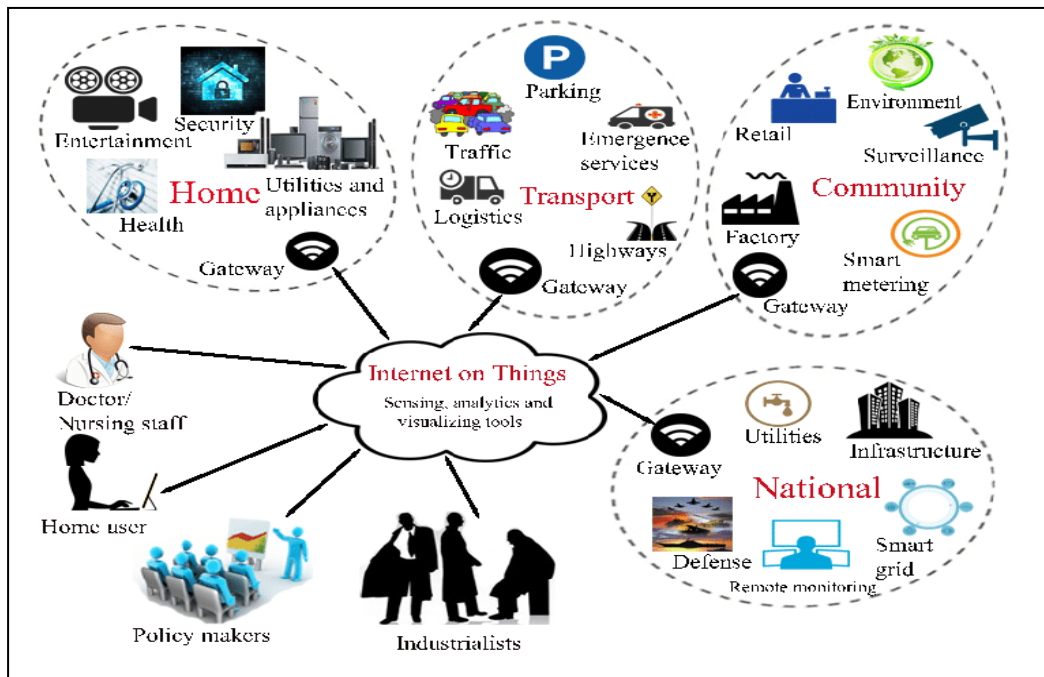 Entertainment
Security
Health
Home
Utilities and
appliances
Gateway
P
Parking
Traffic
Emergence
services
Logistics
Transport
Highways
Gateway
Retail
Environment
Surveillance
Community
Factory
Smart
metering
Gateway
Doctor/
Nursing staff
Home user
Policy makers
Industrialists
Internet on Things
Sensing, analytics and
visualizing tools
Gateway
Utilities
Infrastructure
National
Defense
Remote monitoring
Smart
grid